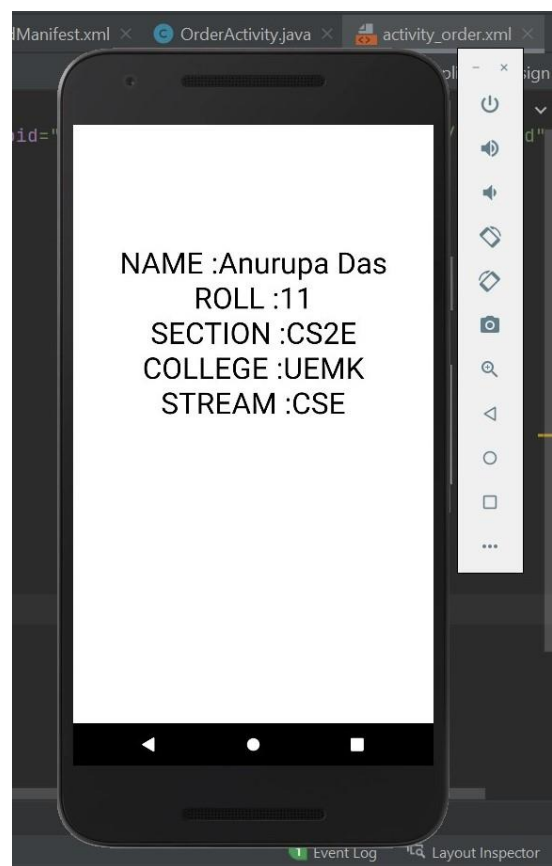 dManifest.xml
OrderActivity.java
activity_order.xml
NAME :Anurupa Das
ROLL :11
SECTION :CS2E
COLLEGE :UEMK
STREAM :CSE
1 Event Log
Layout Inspector